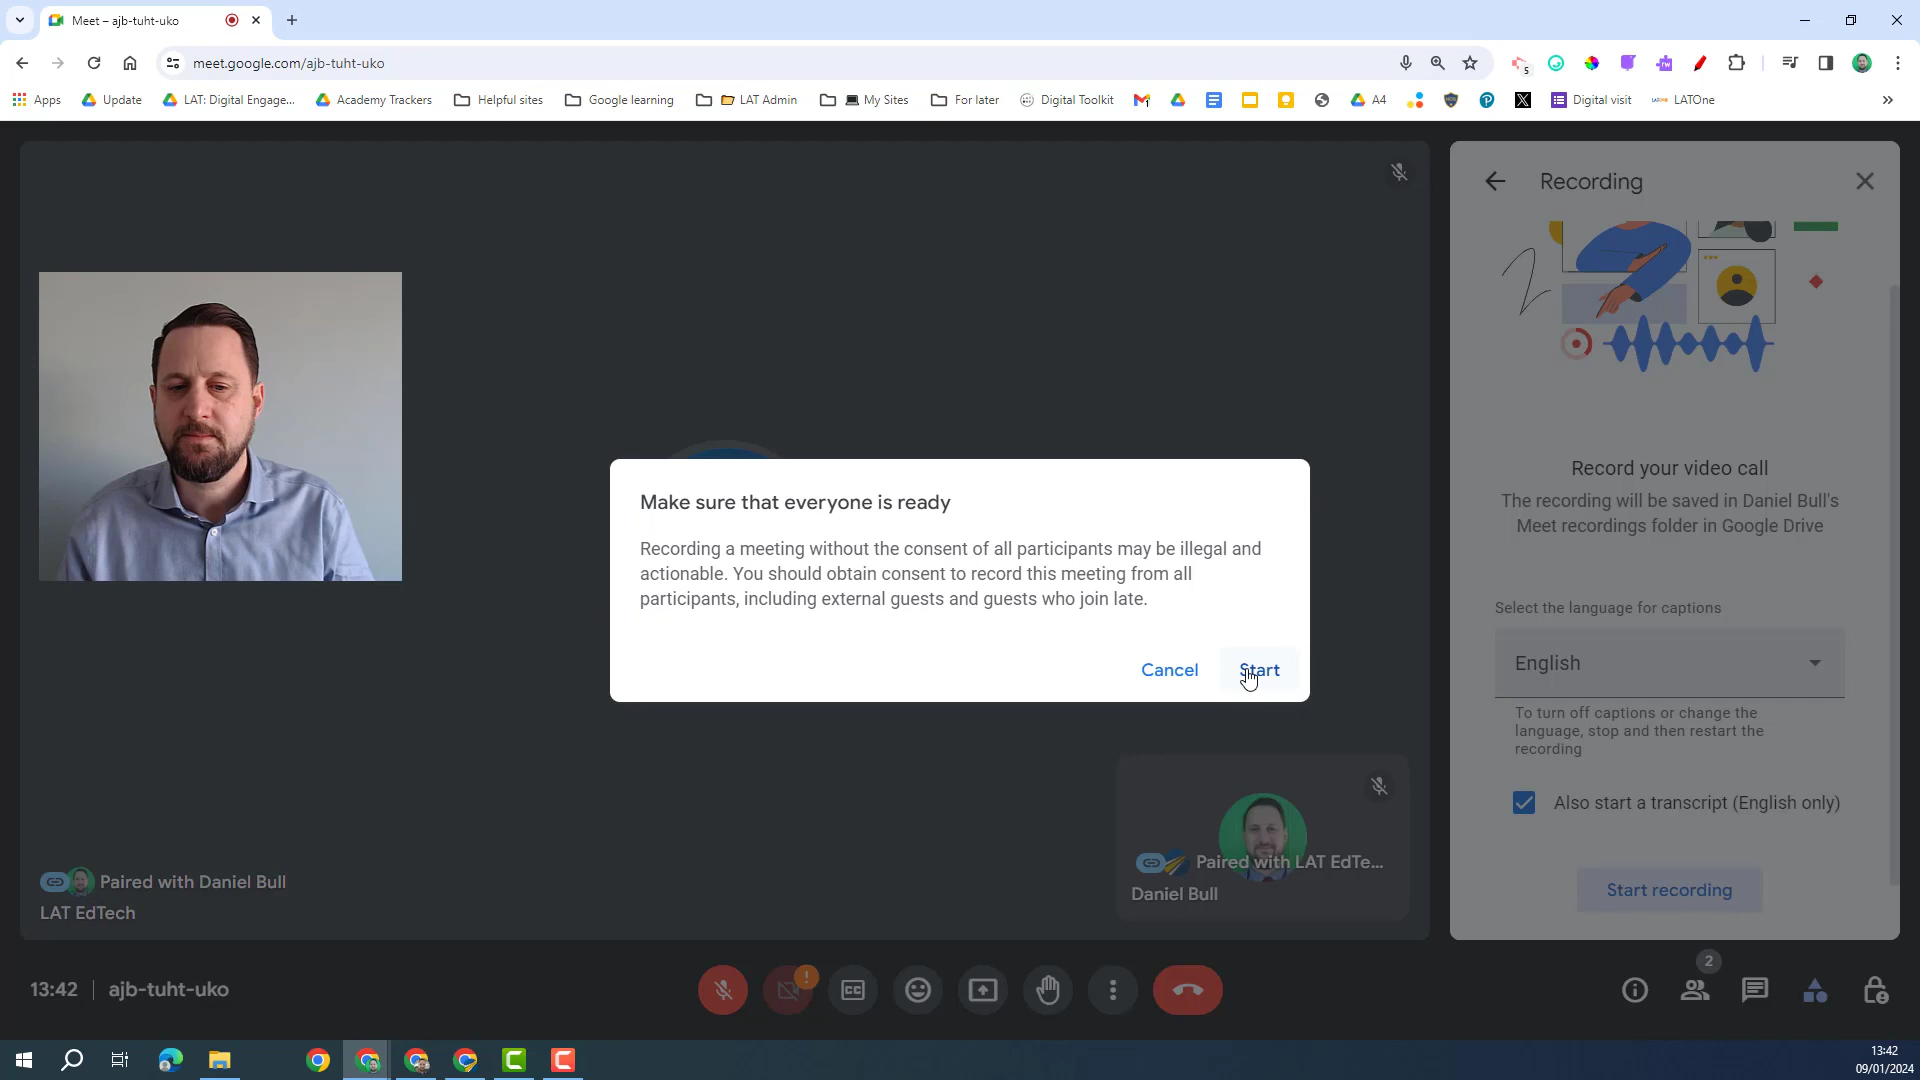 Meet – ajb-tuht-uko
meet.google.com/ajb-tuht-uko
5
Apps
Update
LAT: Digital Engage...
Academy Trackers
Helpful sites
Google learning
LAT Admin
My Sites
For later
Digital Toolkit
A4
Digital visit
LATOne
Recording
Record your video call
The recording will be saved in Daniel Bull's
Meet recordings folder in Google Drive
Select the language for captions
English
To turn off captions or change the
language, stop and then restart the
recording
Also start a transcript (English only)
Start recording
Make sure that everyone is ready
Recording a meeting without the consent of all participants may be illegal and
actionable. You should obtain consent to record this meeting from all
participants, including external guests and guests who join late.
Cancel
Start
Paired with Daniel Bull
LAT EdTech
Paired with LAT EdTe...
Daniel Bull
13:42
ajb-tuht-uko
CC
2
13:42
09/01/2024